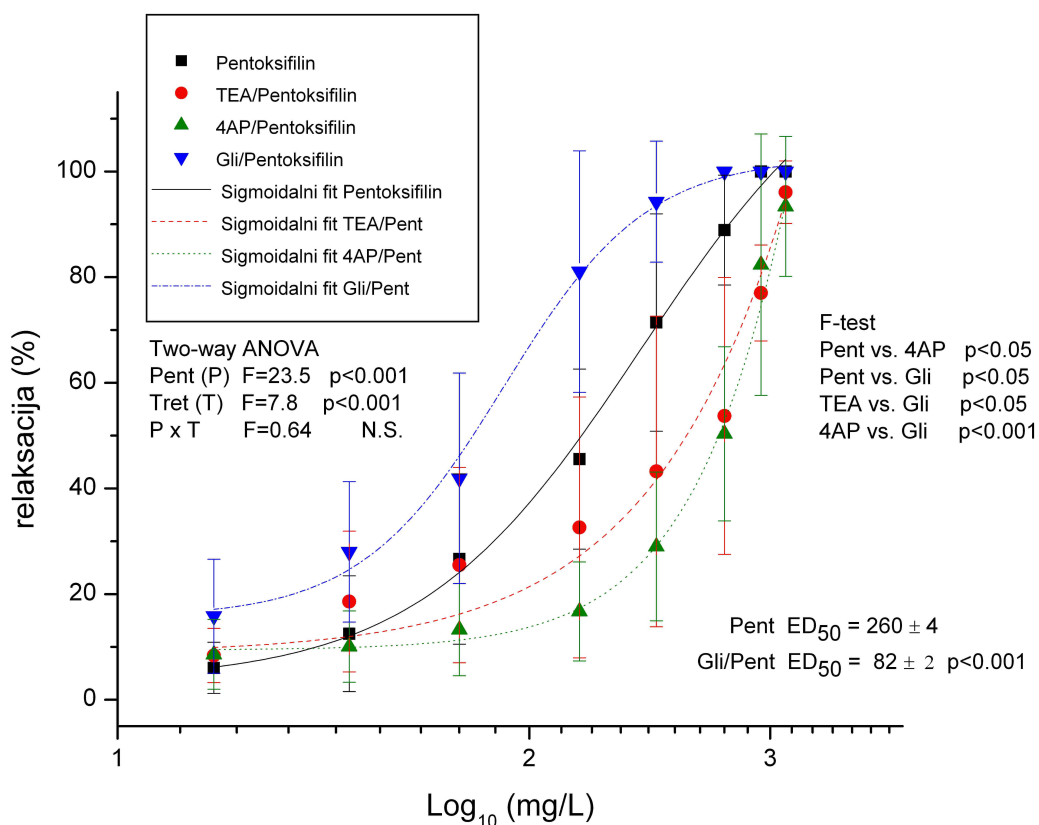 Pentoksifilin
TEA/Pentoksifilin
4AP/Pentoksifilin
Gli/Pentoksifilin
Sigmoidalni fit Pentoksifilin
Sigmoidalni fit TEA/Pent
Sigmoidalni fit 4AP/Pent
Sigmoidalni fit Gli/Pent
Two-way ANOVA
Pent (P) F=23.5 p<0.001
Tret (T) F=7.8 p<0.001
P x T F=0.64 N.S.
F-test
Pent vs. 4AP p<0.05
Pent vs. Gli p<0.05
TEA vs. Gli p<0.05
4AP vs. Gli p<0.001
Pent ED50 = 260 ± 4
Gli/Pent ED50 = 82 ± 2 p<0.001
relaksacija (%)
100
80
60
40
20
0
1 2 3
Log10 (mg/L)